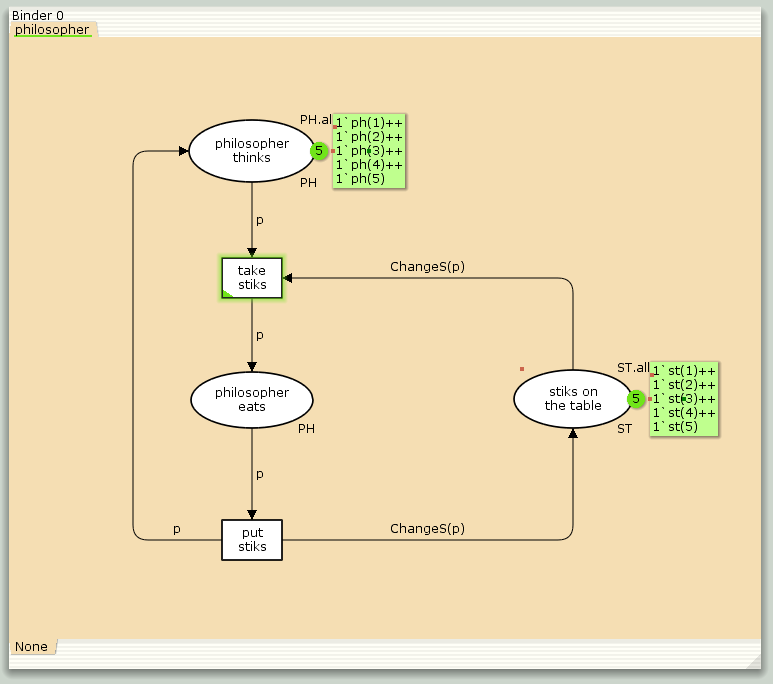 Binder 0
philosopher
philosopher
thinks
PH.al
5
1`ph(1)++
1`ph(2)++
1`ph(3)++
1`ph(4)++
1`ph(5)
PH
p
take
stiks
ChangeS(p)
p
philosopher
eats
PH
stiks on
the table
ST.all
5
1`st(1)++
1`st(2)++
1`st(3)++
1`st(4)++
1`st(5)
ST
p
p
put
stiks
ChangeS(p)
None